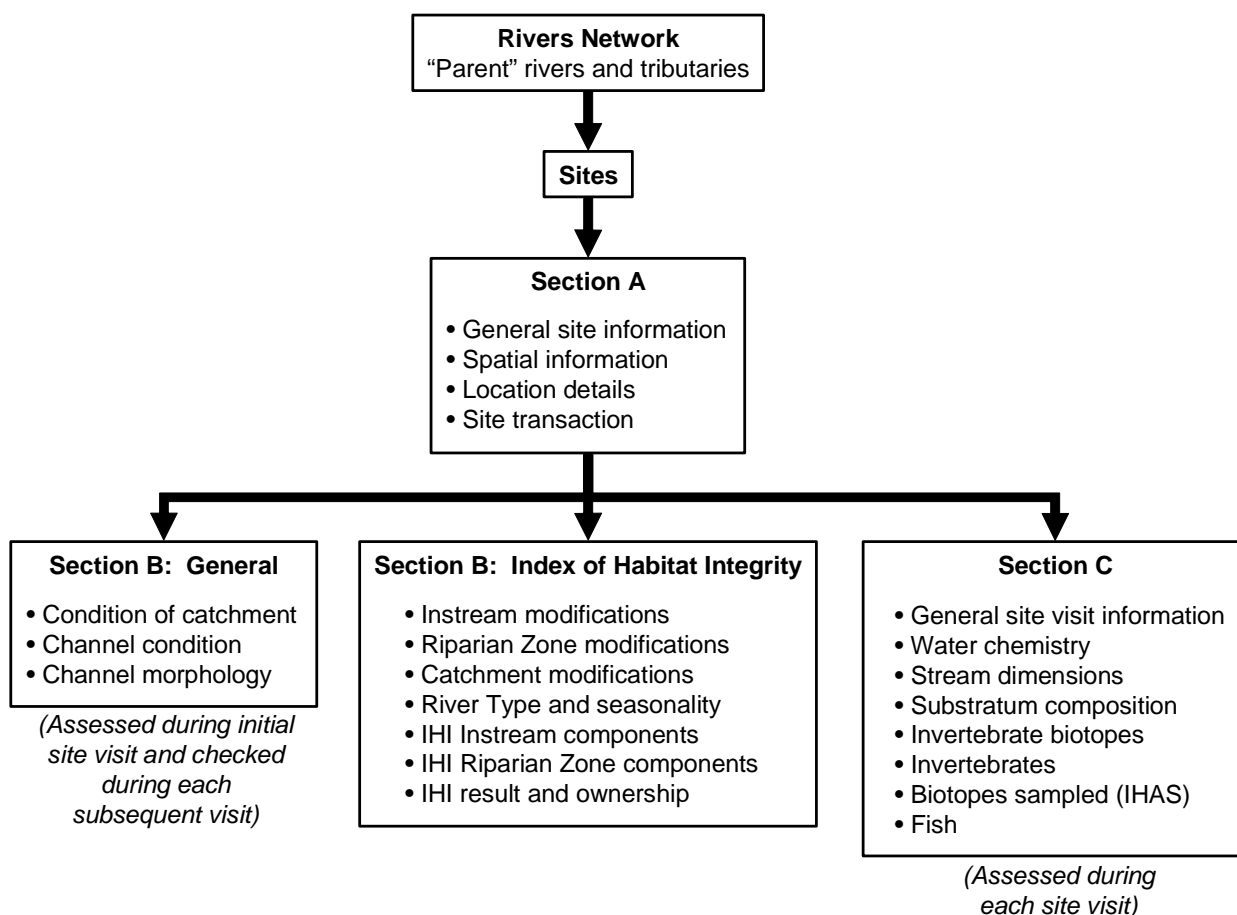 Rivers Network
“Parent” rivers and tributaries
Sites
Section A
• General site information
• Spatial information
• Location details
• Site transaction
Section B:  General
• Condition of catchment
• Channel condition
• Channel morphology
(Assessed during initial
site visit and checked
during each
subsequent visit)
Section B:  Index of Habitat Integrity
• Instream modifications
• Riparian Zone modifications
• Catchment modifications
• River Type and seasonality
• IHI Instream components
• IHI Riparian Zone components
• IHI result and ownership
Section C
• General site visit information
• Water chemistry
• Stream dimensions
• Substratum composition
• Invertebrate biotopes
• Invertebrates
• Biotopes sampled (IHAS)
• Fish
(Assessed during
each site visit)